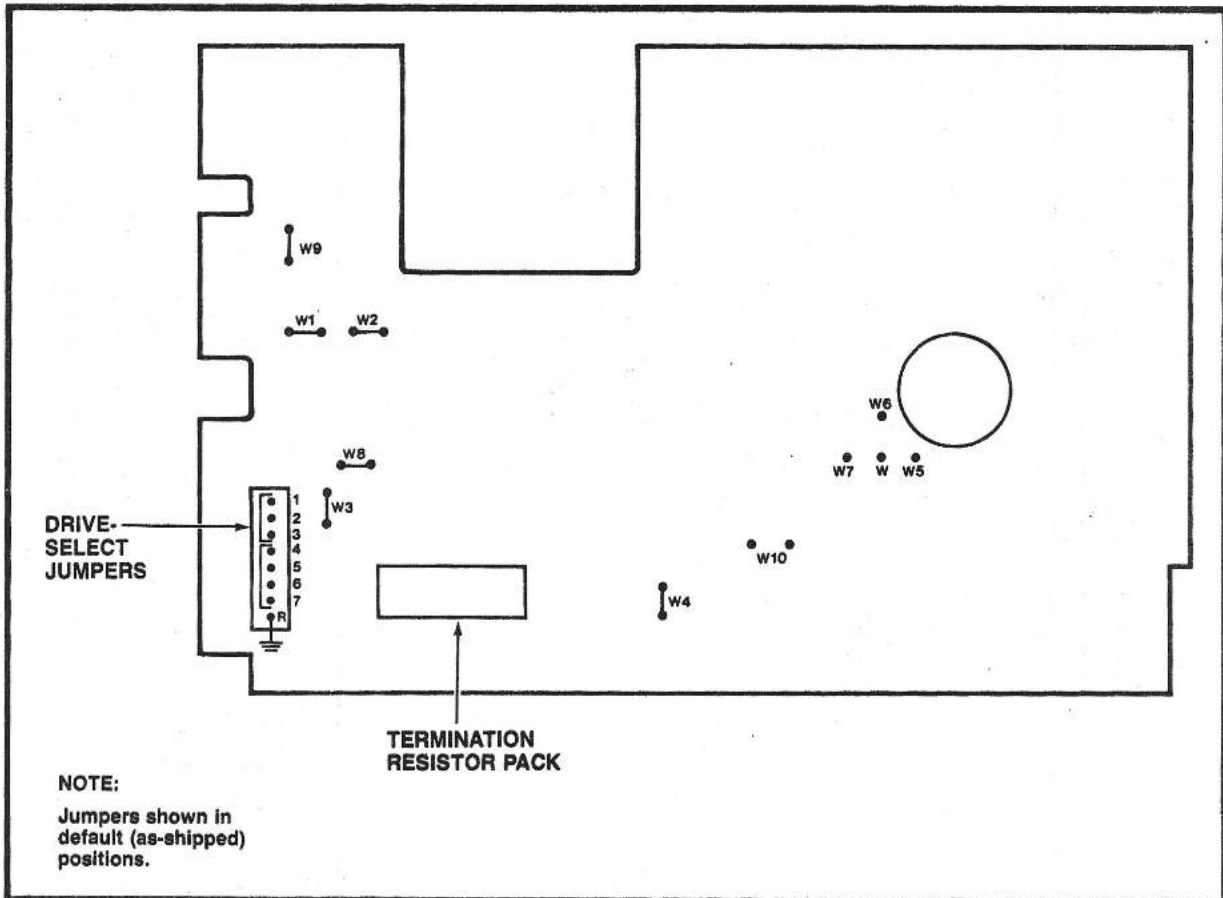 W9
W1
W2
W6
W7
W
W5
W8
W3
1
2
3
4
5
6
7
R
DRIVE-
SELECT
JUMPERS
W10
W4
TERMINATION
RESISTOR PACK
NOTE:
Jumpers shown in
default (as-shipped)
positions.